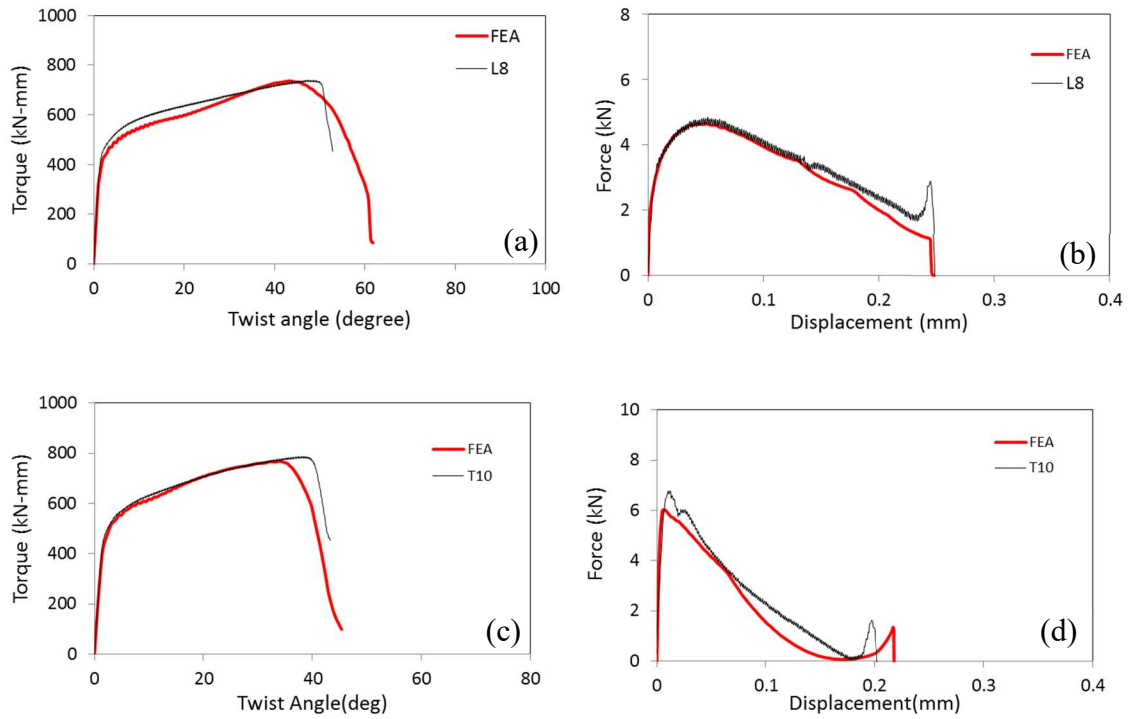 1000
800
600
400
200
0
Torque (kN-mm)
0 20 40 60 80 100
Twist angle (degree)
FEA
L8
(a)
8
6
4
2
0
Force (kN)
0 0.1 0.2 0.3 0.4
Displacement (mm)
FEA
L8
(b)
1000
800
600
400
200
0
Torque (kN-mm)
0 20 40 60 80
Twist Angle(deg)
FEA
T10
(c)
10
8
6
4
2
0
Force (kN)
0 0.1 0.2 0.3 0.4
Displacement(mm)
FEA
T10
(d)